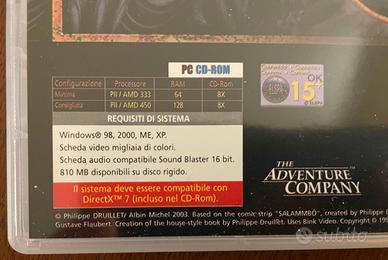 PC CD-ROM
Configurazione Processore RAM CD-Rom
Minima PII / AMD 333 64 8X
Consigliata PII / AMD 450 128 8X
REQUISITI DI SISTEMA
Windows® 98, 2000, ME, XP.
Scheda video migliaia di colori.
Scheda audio compatibile Sound Blaster 16 bit.
810 MB disponibili su disco rigido.
Il sistema deve essere compatibile con
DirectX™ 7 (incluso nel CD-Rom).
OK
ELSPA
15+
THE
ADVENTURE
COMPANY
© Philippe DRUILLET/ Albin Michel 2003. Based on the comic strip "SALAMMBÔ", created by Philippe
Gustave Flaubert. Creation of the house-style book by Philippe Druillet. Uses Bink Video. Copyright ©
subito